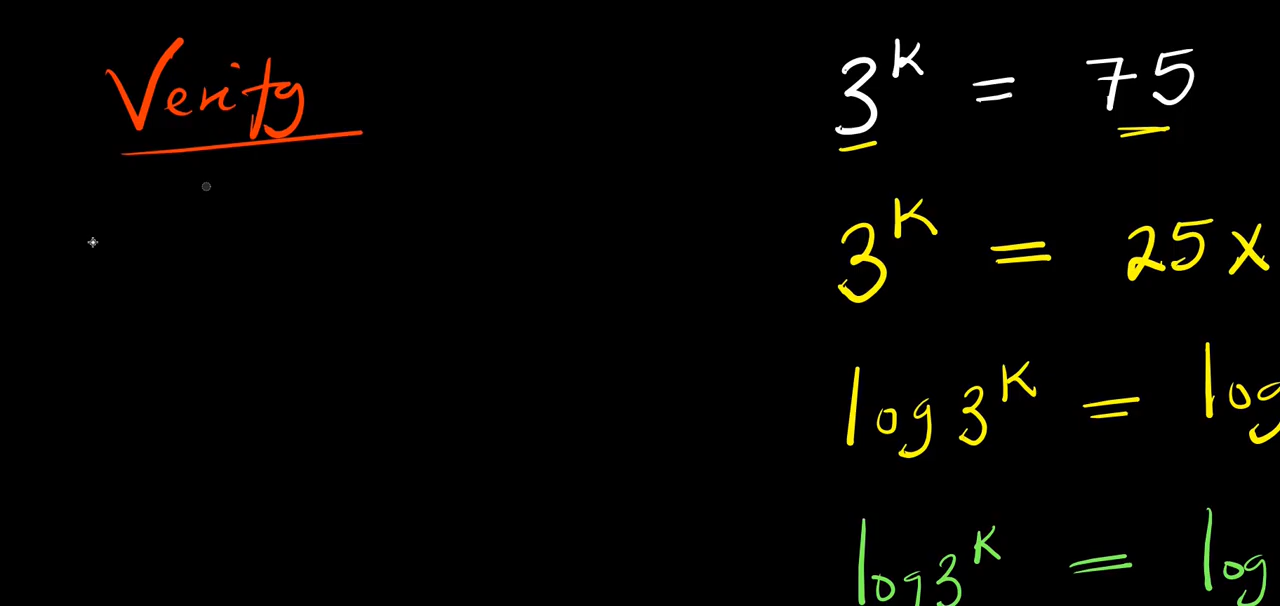 Verify
3^K = 75
3^K = 25 x
log 3^K = log
log 3^K = log